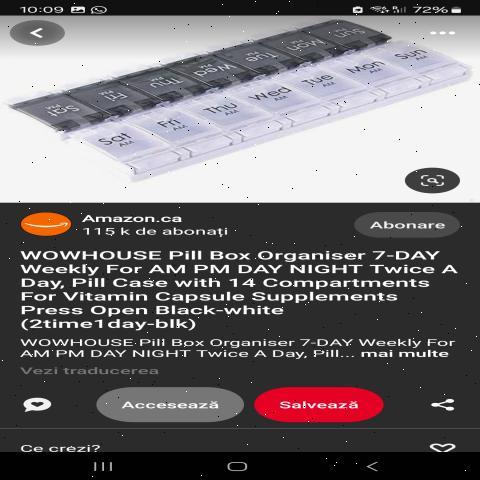 10:09
72%
Sun PM
Mon PM
Tue PM
Wed PM
Thu PM
Fri PM
Sat PM
Sat AM
Fri AM
Thu AM
Wed AM
Tue AM
Mon AM
Sun AM
Amazon.ca
115 k de abonați
Abonare
WOWHOUSE Pill Box Organiser 7-DAY
Weekly For AM PM DAY NIGHT Twice A
Day, Pill Case with 14 Compartments
For Vitamin Capsule Supplements
Press Open Black-white
(2time1day-blk)
WOWHOUSE Pill Box Organiser 7-DAY Weekly For
AM PM DAY NIGHT Twice A Day, Pill... mai multe
Vezi traducerea
Accesează
Salvează
Ce crezi?